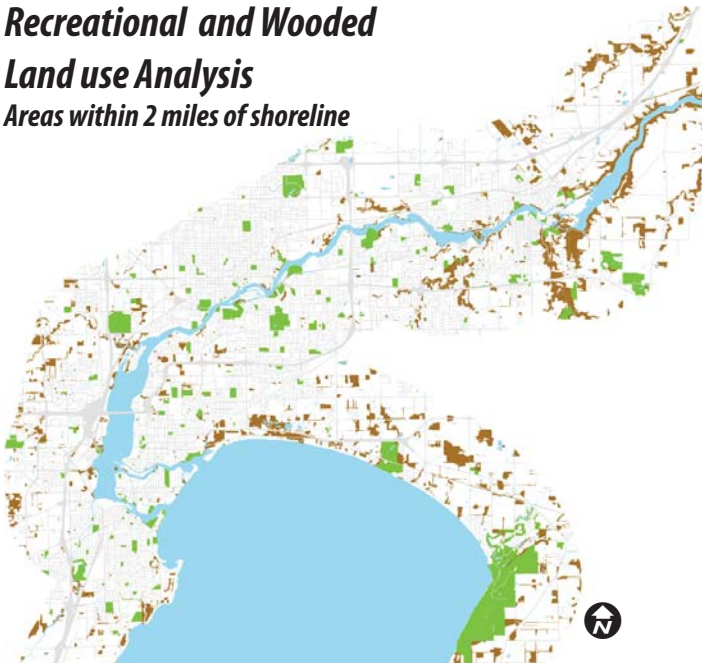 Recreational and Wooded
Land use Analysis
Areas within 2 miles of shoreline
N